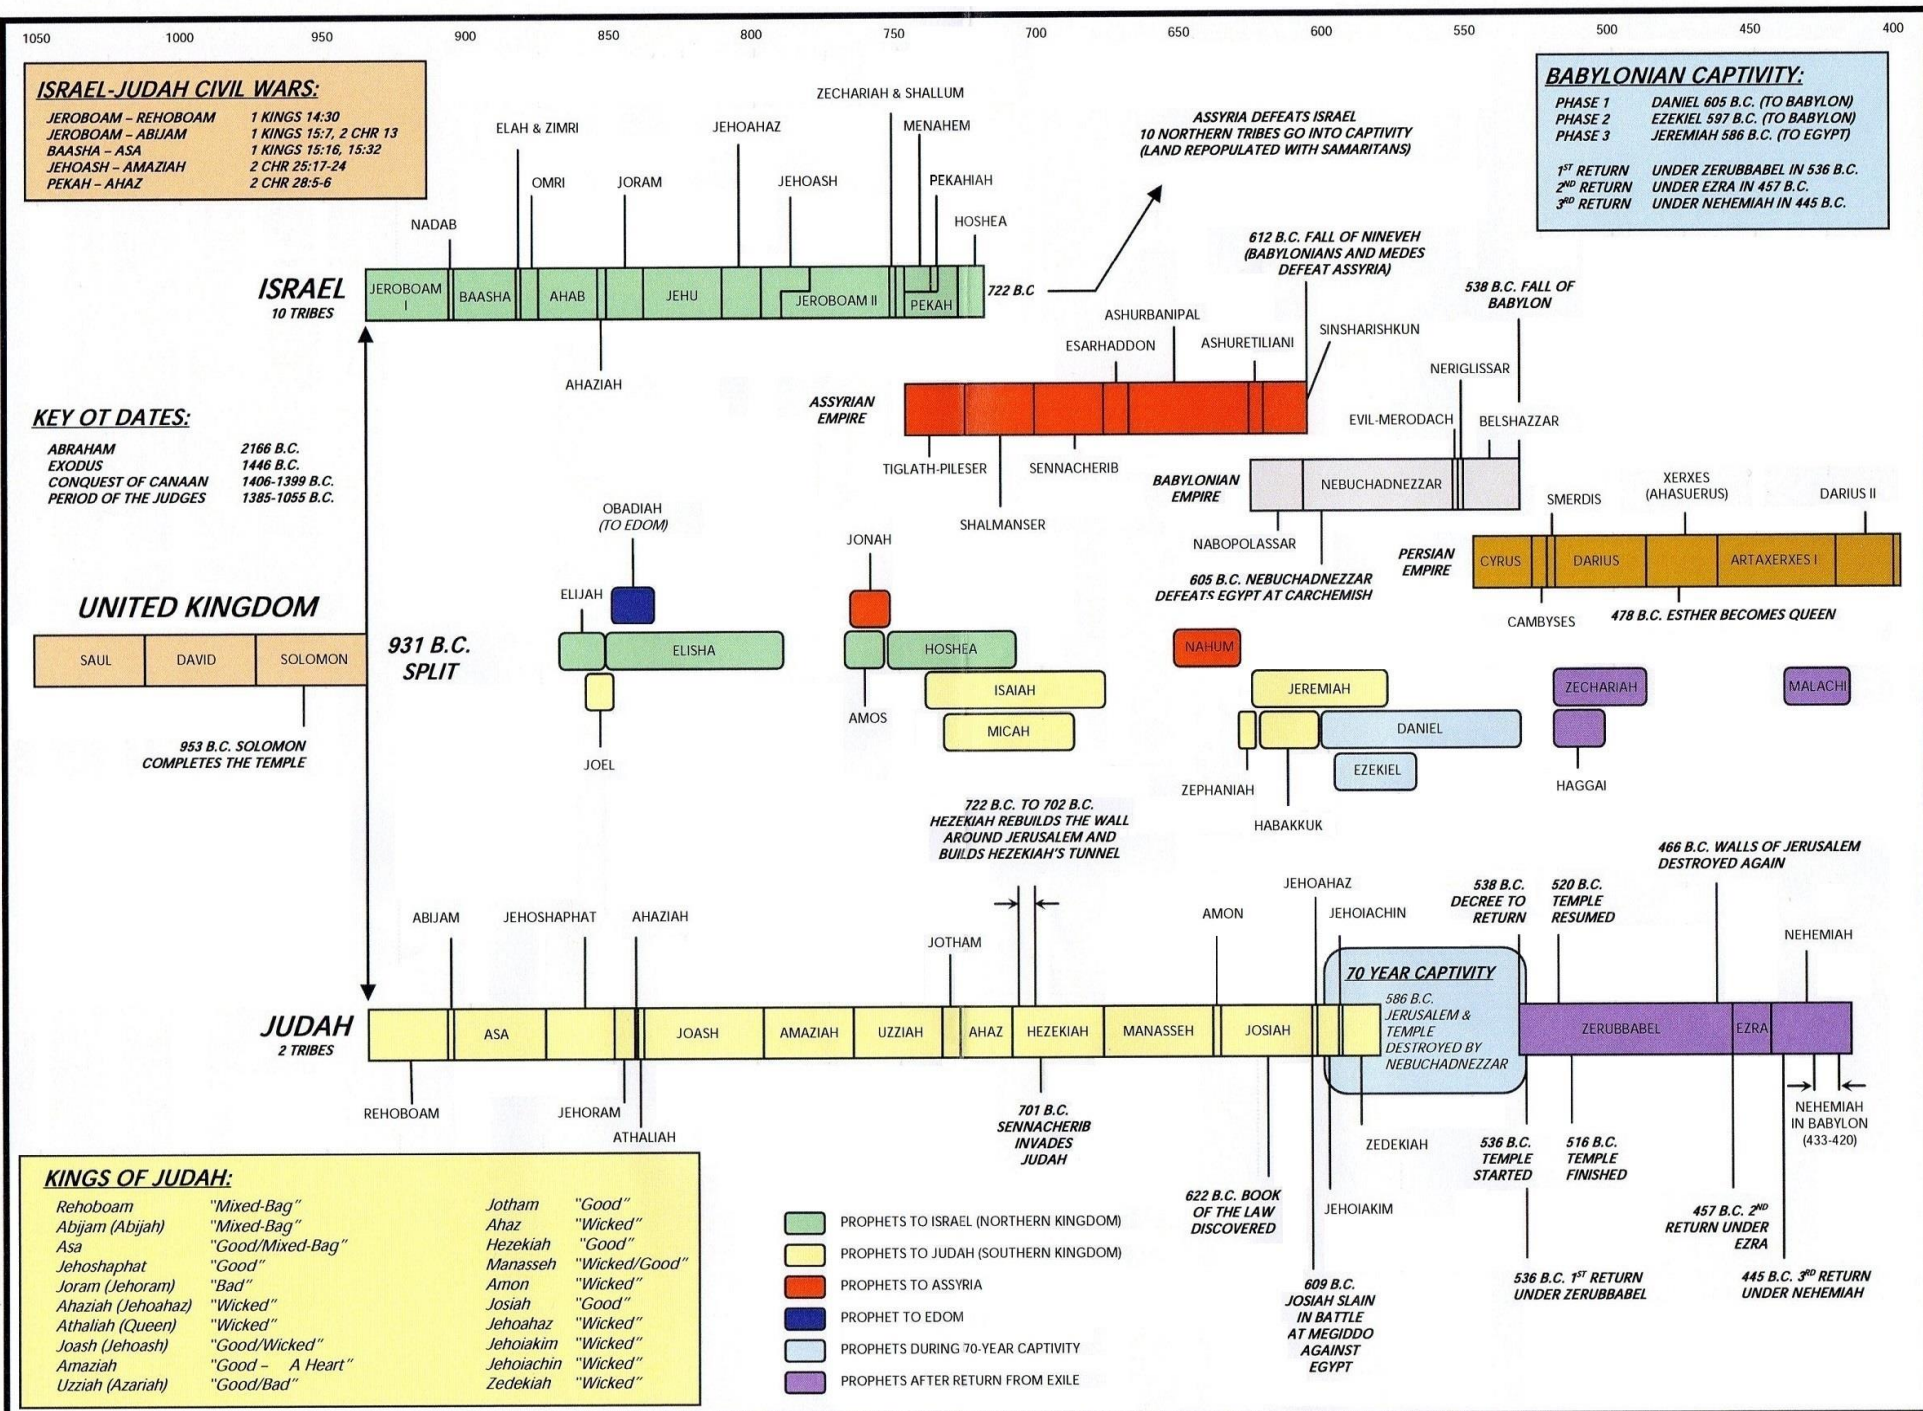 1050 1000 950 900 850 800 750 700 650 600 550 500 450 400
ISRAEL-JUDAH CIVIL WARS:
JEROBOAM – REHOBOAM 1 KINGS 14:30
JEROBOAM – ABIJAM 1 KINGS 15:7, 2 CHR 13
BAASHA – ASA 1 KINGS 15:16, 15:32
JEHOASH – AMAZIAH 2 CHR 25:17-24
PEKAH – AHAZ 2 CHR 28:5-6
BABYLONIAN CAPTIVITY:
PHASE 1 DANIEL 605 B.C. (TO BABYLON)
PHASE 2 EZEKIEL 597 B.C. (TO BABYLON)
PHASE 3 JEREMIAH 586 B.C. (TO EGYPT)
1ST RETURN UNDER ZERUBBABEL IN 536 B.C.
2ND RETURN UNDER EZRA IN 457 B.C.
3RD RETURN UNDER NEHEMIAH IN 445 B.C.
ZECHARIAH & SHALLUM
ELAH & ZIMRI
JEHOAHAZ
MENAHEM
OMRI
JORAM
JEHOASH
PEKAHIAH
NADAB
HOSHEA
ASSYRIA DEFEATS ISRAEL
10 NORTHERN TRIBES GO INTO CAPTIVITY
(LAND REPOPULATED WITH SAMARITANS)
ISRAEL
10 TRIBES
JEROBOAM
I
BAASHA
AHAB
JEHU
JEROBOAM II
PEKAH
722 B.C
AHAZIAH
612 B.C. FALL OF NINEVEH
(BABYLONIANS AND MEDES
DEFEAT ASSYRIA)
538 B.C. FALL OF
BABYLON
ASHURBANIPAL
ESARHADDON
ASHURETILIANI
SINSHARISHKUN
ASSYRIAN
EMPIRE
TIGLATH-PILESER
SENNACHERIB
SHALMANSER
NERIGLISSAR
EVIL-MERODACH
BELSHAZZAR
BABYLONIAN
EMPIRE
NEBUCHADNEZZAR
NABOPOLASSAR
605 B.C. NEBUCHADNEZZAR
DEFEATS EGYPT AT CARCHEMISH
XERXES
(AHASUERUS)
SMERDIS
DARIUS II
PERSIAN
EMPIRE
CYRUS
DARIUS
ARTAXERXES I
CAMBYSES
478 B.C. ESTHER BECOMES QUEEN
KEY OT DATES:
ABRAHAM 2166 B.C.
EXODUS 1446 B.C.
CONQUEST OF CANAAN 1406-1399 B.C.
PERIOD OF THE JUDGES 1385-1055 B.C.
UNITED KINGDOM
SAUL
DAVID
SOLOMON
931 B.C.
SPLIT
953 B.C. SOLOMON
COMPLETES THE TEMPLE
OBADIAH
(TO EDOM)
ELIJAH
ELISHA
JOEL
JONAH
AMOS
HOSHEA
ISAIAH
MICAH
NAHUM
JEREMIAH
DANIEL
EZEKIEL
ZEPHANIAH
HABAKKUK
ZECHARIAH
MALACHI
HAGGAI
722 B.C. TO 702 B.C.
HEZEKIAH REBUILDS THE WALL
AROUND JERUSALEM AND
BUILDS HEZEKIAH'S TUNNEL
466 B.C. WALLS OF JERUSALEM
DESTROYED AGAIN
ABIJAM
JEHOSHAPHAT
AHAZIAH
JOTHAM
AMON
JEHOAHAZ
JEHOIACHIN
538 B.C.
DECREE TO
RETURN
520 B.C.
TEMPLE
RESUMED
NEHEMIAH
JUDAH
2 TRIBES
ASA
JOASH
AMAZIAH
UZZIAH
AHAZ
HEZEKIAH
MANASSEH
JOSIAH
70 YEAR CAPTIVITY
586 B.C.
JERUSALEM &
TEMPLE
DESTROYED BY
NEBUCHADNEZZAR
ZERUBBABEL
EZRA
REHOBOAM
JEHORAM
ATHALIAH
701 B.C.
SENNACHERIB
INVADES
JUDAH
622 B.C. BOOK
OF THE LAW
DISCOVERED
609 B.C.
JOSIAH SLAIN
IN BATTLE
AT MEGIDDO
AGAINST
EGYPT
JEHOIAKIM
ZEDEKIAH
536 B.C.
TEMPLE
STARTED
516 B.C.
TEMPLE
FINISHED
536 B.C. 1ST RETURN
UNDER ZERUBBABEL
457 B.C. 2ND
RETURN UNDER
EZRA
445 B.C. 3RD RETURN
UNDER NEHEMIAH
NEHEMIAH
IN BABYLON
(433-420)
KINGS OF JUDAH:
Rehoboam "Mixed-Bag"
Abijam (Abijah) "Mixed-Bag"
Asa "Good/Mixed-Bag"
Jehoshaphat "Good"
Joram (Jehoram) "Bad"
Ahaziah (Jehoahaz) "Wicked"
Athaliah (Queen) "Wicked"
Joash (Jehoash) "Good/Wicked"
Amaziah "Good – A Heart"
Uzziah (Azariah) "Good/Bad"
Jotham "Good"
Ahaz "Wicked"
Hezekiah "Good"
Manasseh "Wicked/Good"
Amon "Wicked"
Josiah "Good"
Jehoahaz "Wicked"
Jehoiakim "Wicked"
Jehoiachin "Wicked"
Zedekiah "Wicked"
PROPHETS TO ISRAEL (NORTHERN KINGDOM)
PROPHETS TO JUDAH (SOUTHERN KINGDOM)
PROPHETS TO ASSYRIA
PROPHET TO EDOM
PROPHETS DURING 70-YEAR CAPTIVITY
PROPHETS AFTER RETURN FROM EXILE